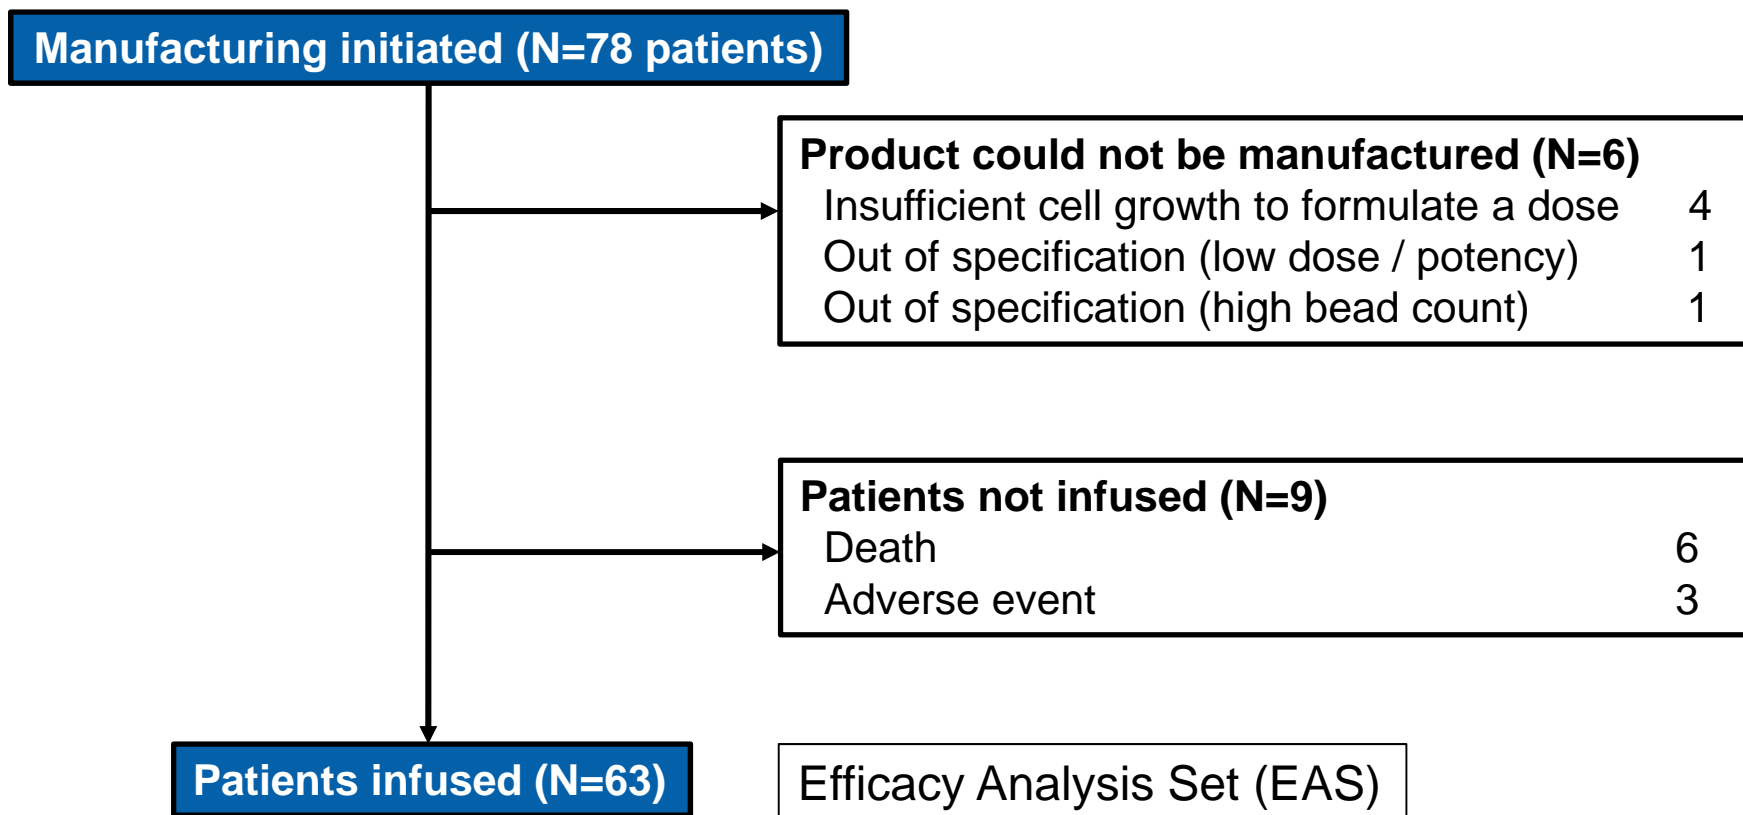 Manufacturing initiated (N=78 patients)
Product could not be manufactured (N=6)
Insufficient cell growth to formulate a dose 4
Out of specification (low dose / potency) 1
Out of specification (high bead count) 1
Patients not infused (N=9)
Death 6
Adverse event 3
Patients infused (N=63)
Efficacy Analysis Set (EAS)